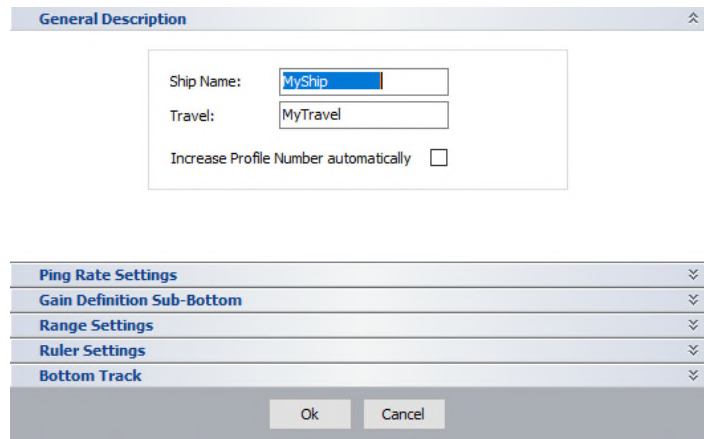 General Description
Ship Name: MyShip
Travel: MyTravel
Increase Profile Number automatically
Ping Rate Settings
Gain Definition Sub-Bottom
Range Settings
Ruler Settings
Bottom Track
Ok Cancel